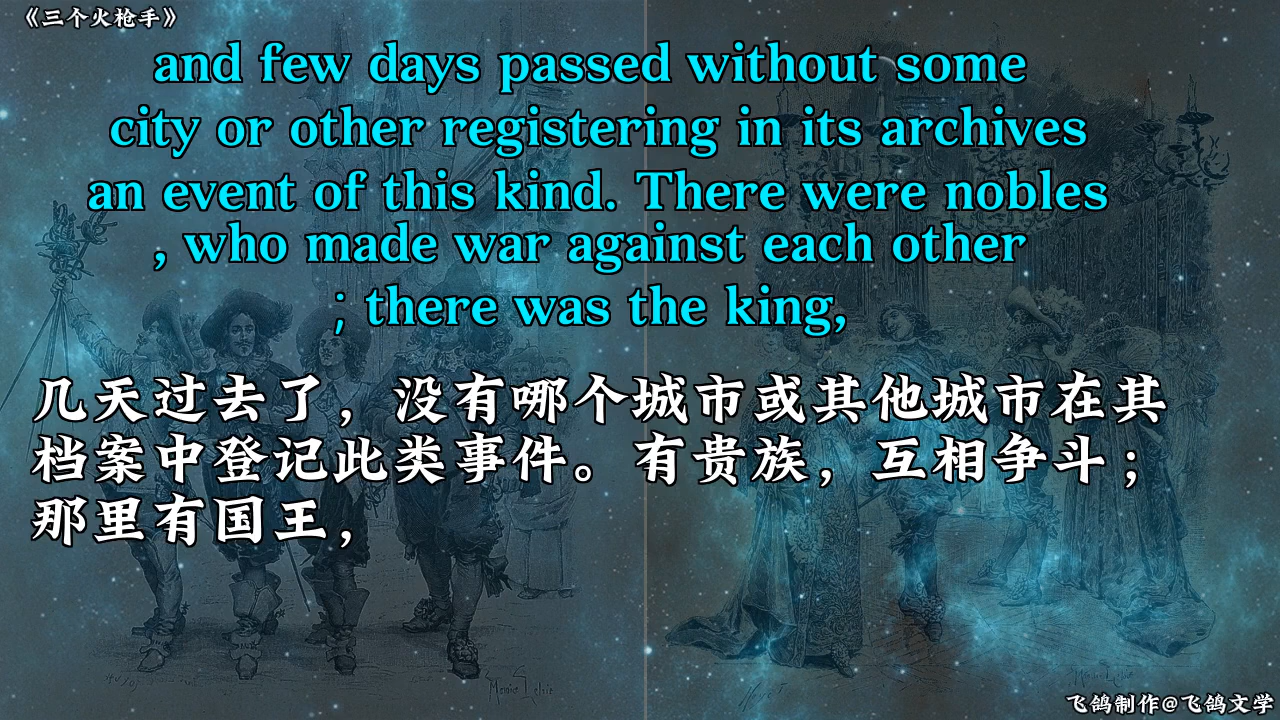 《三个火枪手》
and few days passed without some
city or other registering in its archives
an event of this kind. There were nobles
, who made war against each other
; there was the king,
几天过去了，没有哪个城市或其他城市在其
档案中登记此类事件。有贵族，互相争斗；
那里有国王，
飞鸽制作@飞鸽文学